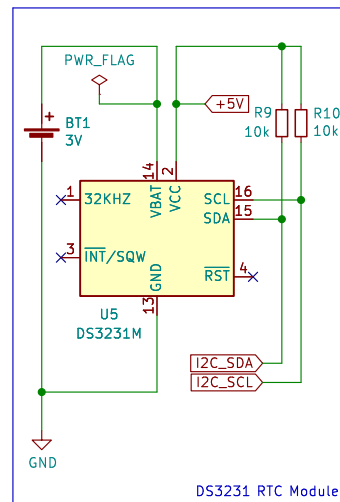 PWR_FLAG
+5V
BT1
3V
R9
10k
R10
10k
14
2
VBAT
VCC
1
32KHZ
SCL
16
SDA
15
3
INT/SQW
RST
4
GND
13
U5
DS3231M
I2C_SDA
I2C_SCL
GND
DS3231 RTC Module